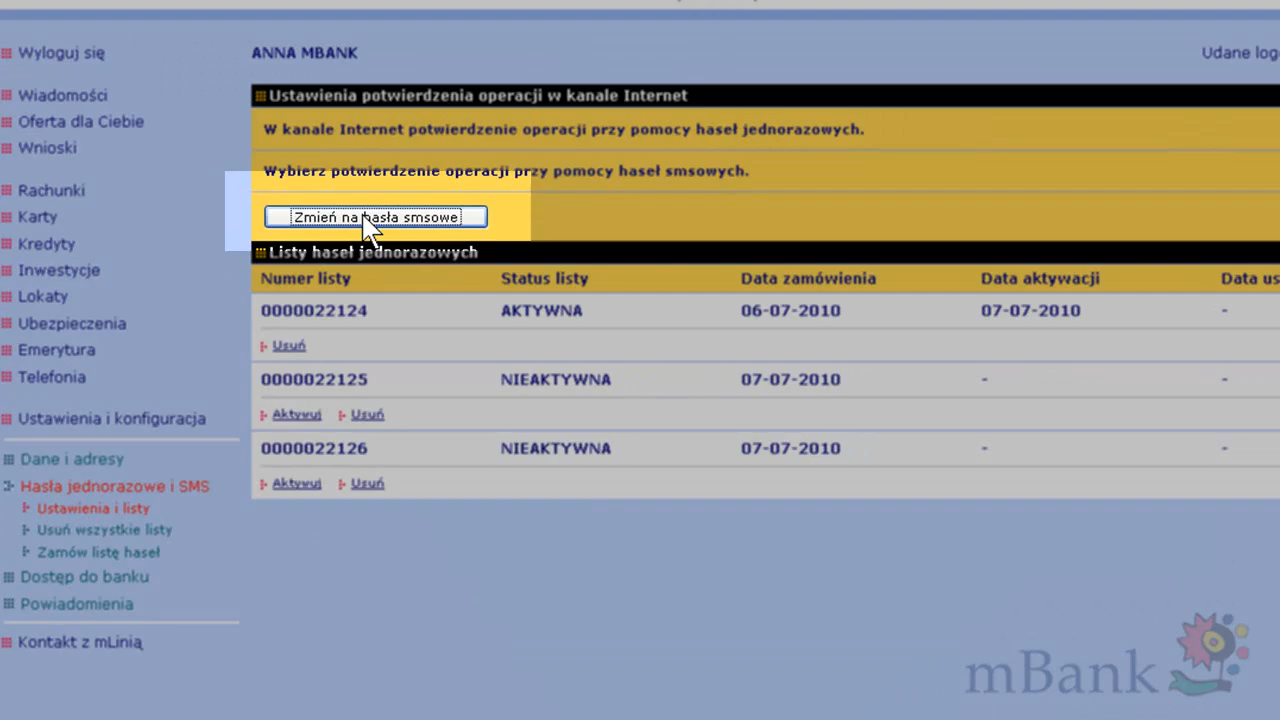 Wyloguj się
ANNA MBANK
Udane log
Wiadomości
Oferta dla Ciebie
Wnioski
Rachunki
Karty
Kredyty
Inwestycje
Lokaty
Ubezpieczenia
Emerytura
Telefonia
Ustawienia i konfiguracja
Dane i adresy
Hasła jednorazowe i SMS
Ustawienia i listy
Usuń wszystkie listy
Zamów listę haseł
Dostęp do banku
Powiadomienia
Kontakt z mLinią
Ustawienia potwierdzenia operacji w kanale Internet
W kanale Internet potwierdzenie operacji przy pomocy haseł jednorazowych.
Wybierz potwierdzenie operacji przy pomocy haseł smsowych.
Zmień na hasła smsowe
Listy haseł jednorazowych
Numer listy Status listy Data zamówienia Data aktywacji Data us
0000022124 AKTYWNA 06-07-2010 07-07-2010 -
Usuń
0000022125 NIEAKTYWNA 07-07-2010 - -
Aktywuj Usuń
0000022126 NIEAKTYWNA 07-07-2010 - -
Aktywuj Usuń
mBank